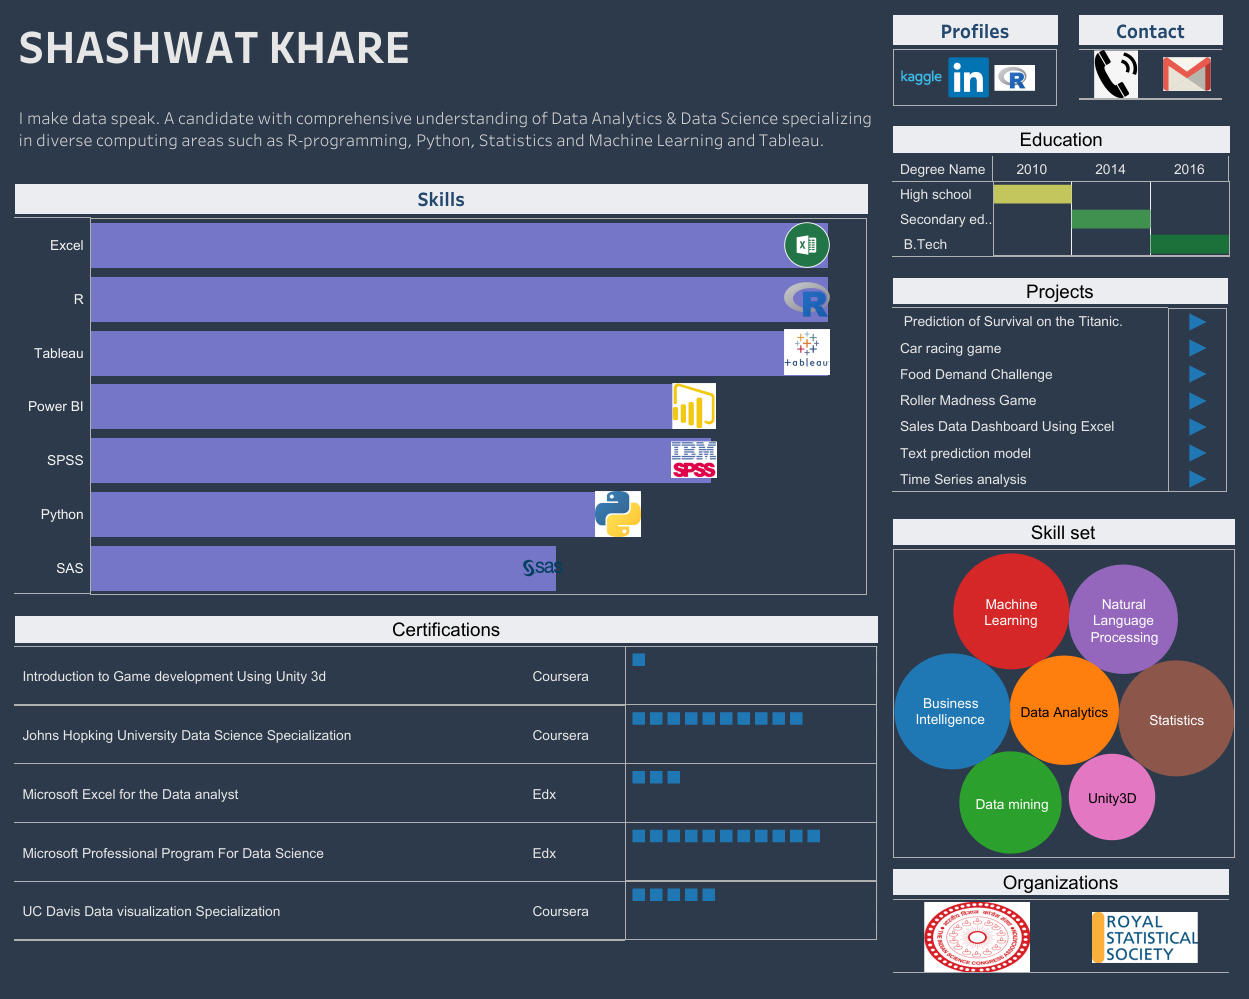 SHASHWAT KHARE
I make data speak. A candidate with comprehensive understanding of Data Analytics & Data Science specializing
in diverse computing areas such as R-programming, Python, Statistics and Machine Learning and Tableau.
Skills
Excel
R
R
Tableau
+ableau
Power BI
SPSS
IBM
SPSS
Python
SAS
sas
Certifications
Introduction to Game development Using Unity 3d Coursera
Johns Hopking University Data Science Specialization Coursera
Microsoft Excel for the Data analyst Edx
Microsoft Professional Program For Data Science Edx
UC Davis Data visualization Specialization Coursera
Profiles
kaggle
in
R
Contact
Education
Degree Name 2010 2014 2016
High school
Secondary ed..
B.Tech
Projects
Prediction of Survival on the Titanic.
Car racing game
Food Demand Challenge
Roller Madness Game
Sales Data Dashboard Using Excel
Text prediction model
Time Series analysis
Skill set
Machine
Learning
Natural
Language
Processing
Business
Intelligence
Data Analytics
Statistics
Data mining
Unity3D
Organizations
THE INDIAN SCIENCE CONGRESS ASSOCIATION
ROYAL
STATISTICAL
SOCIETY